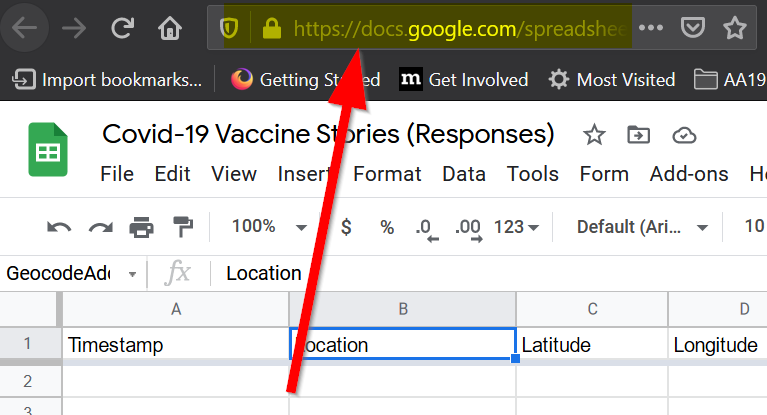 https://docs.google.com/spreadshee
Import bookmarks... Getting Started m Get Involved Most Visited AA19
Covid-19 Vaccine Stories (Responses)
File Edit View Insert Format Data Tools Form Add-ons He
100% $ % .0 .00 123 Default (Ari... 10
GeocodeAdd fx Location
A B C D
1 Timestamp Location Latitude Longitude
2
3